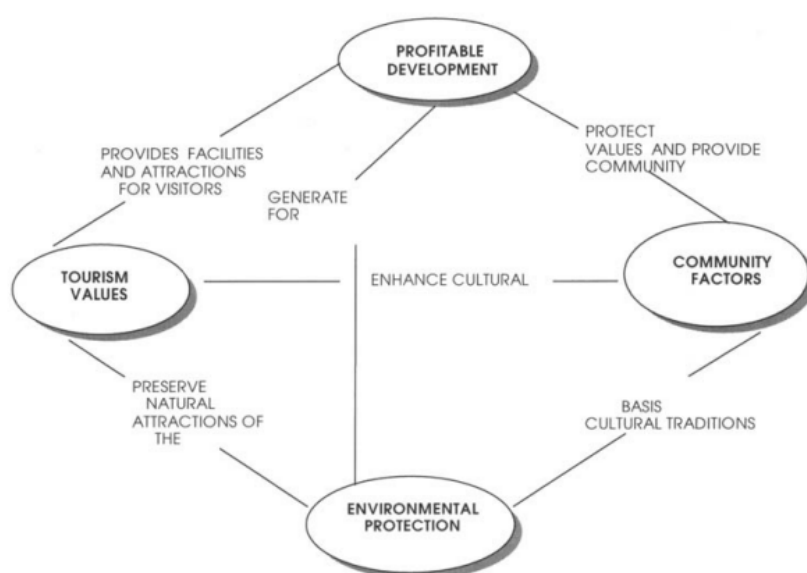 PROFITABLE
DEVELOPMENT
PROVIDES FACILITIES
AND ATTRACTIONS
FOR VISITORS
PROTECT
VALUES AND PROVIDE
COMMUNITY
GENERATE
FOR
TOURISM
VALUES
ENHANCE CULTURAL
COMMUNITY
FACTORS
PRESERVE
NATURAL
ATTRACTIONS OF
THE
BASIS
CULTURAL TRADITIONS
ENVIRONMENTAL
PROTECTION